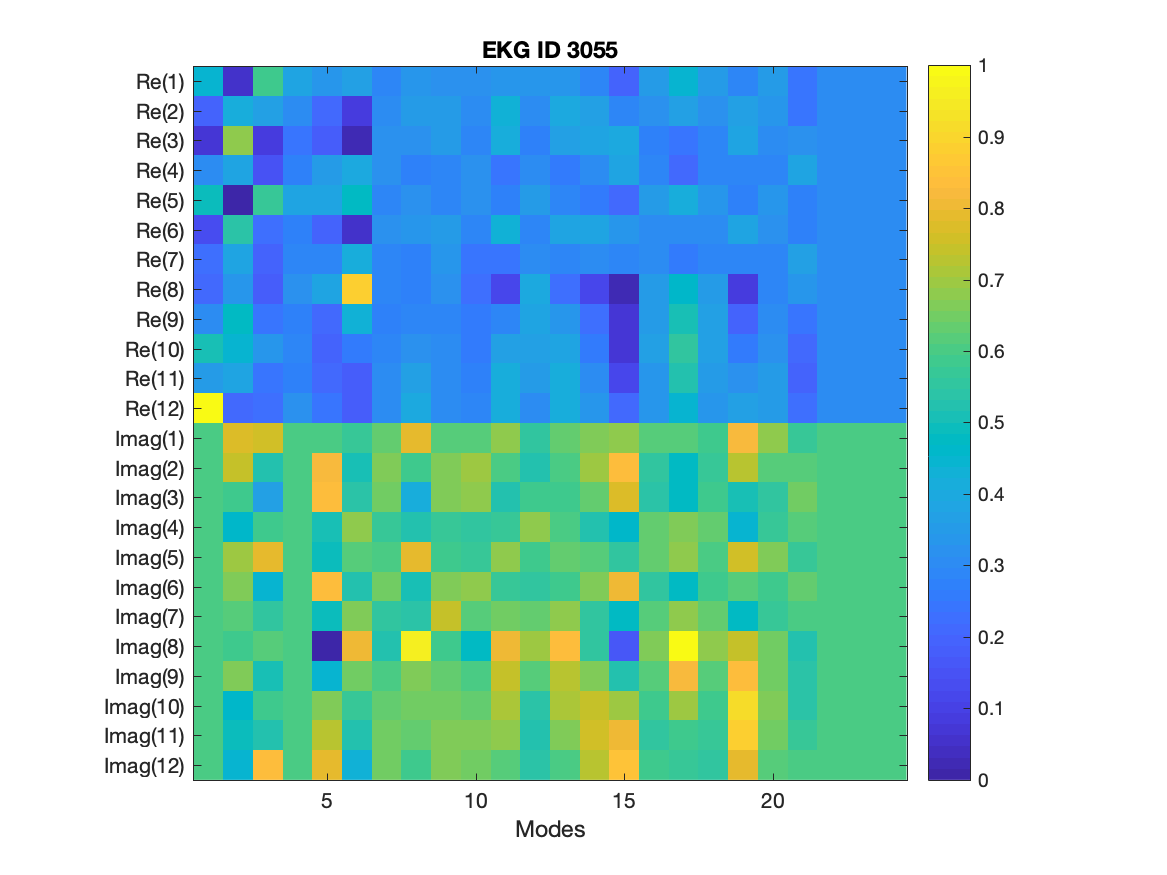 EKG ID 3055
Re(1)
Re(2)
Re(3)
Re(4)
Re(5)
Re(6)
Re(7)
Re(8)
Re(9)
Re(10)
Re(11)
Re(12)
Imag(1)
Imag(2)
Imag(3)
Imag(4)
Imag(5)
Imag(6)
Imag(7)
Imag(8)
Imag(9)
Imag(10)
Imag(11)
Imag(12)
5 10 15 20
Modes
1
0.9
0.8
0.7
0.6
0.5
0.4
0.3
0.2
0.1
0